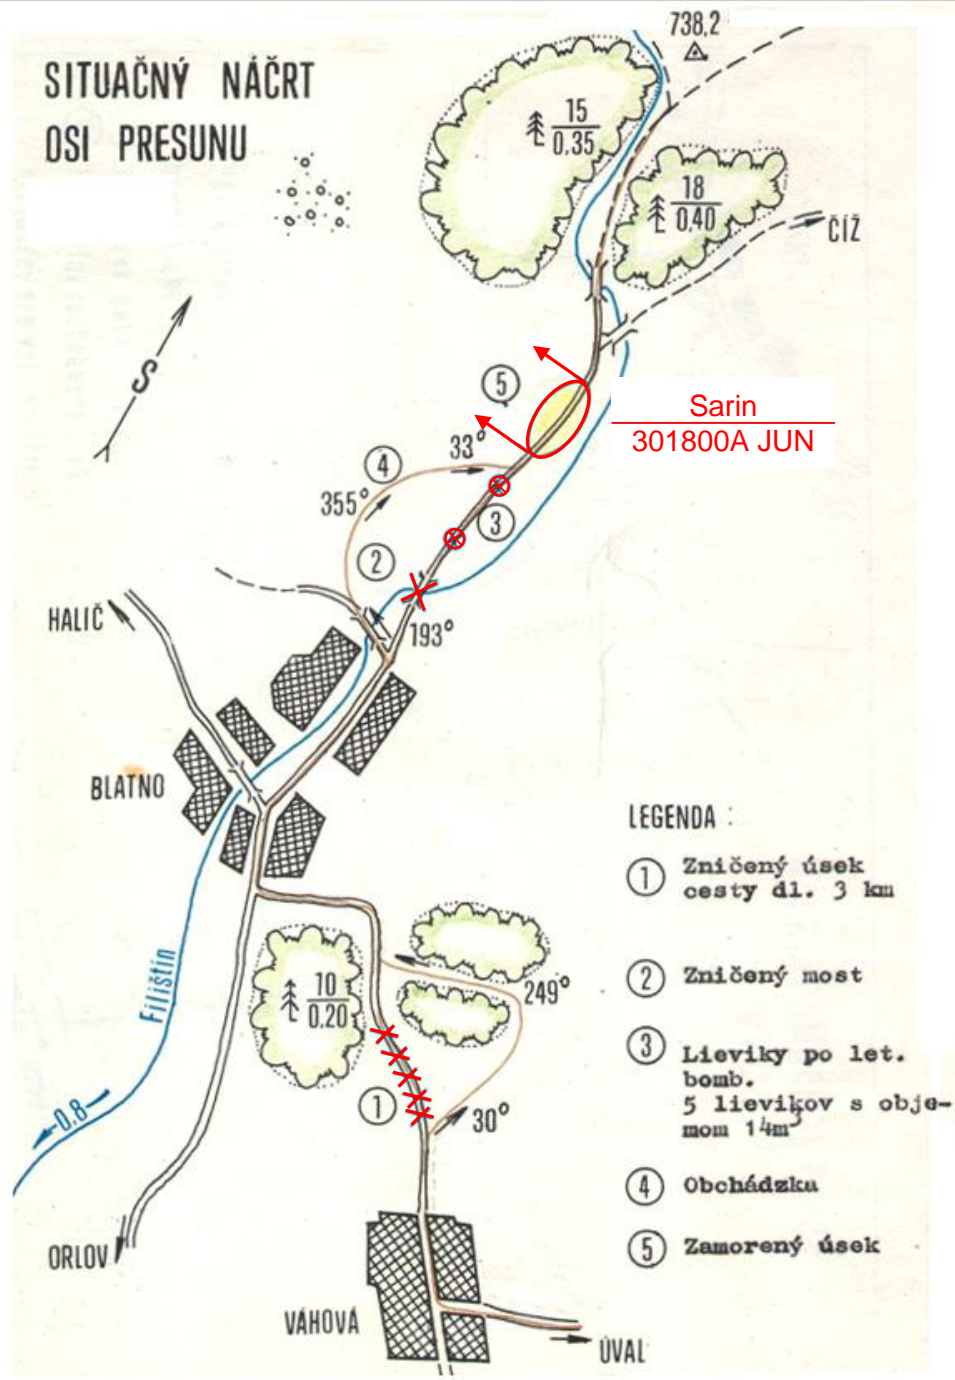 SITUAČNÝ NÁČRT
OSI PRESUNU
738,2
15
0,35
18
0,40
ČÍŽ
S
5
Sarin
301800A JUN
33°
4
355°
3
2
HALIČ
193°
BLATNO
LEGENDA :
1 Zničený úsek
cesty dl. 3 km
2 Zničený most
3 Lieviky po let.
bomb.
5 lievikov s obje-
mom 14m³
4 Obchádzka
5 Zamorený úsek
Filištín
10
0,20
249°
0,8
1
30°
ORLOV
VÁHOVÁ
ÚVAL